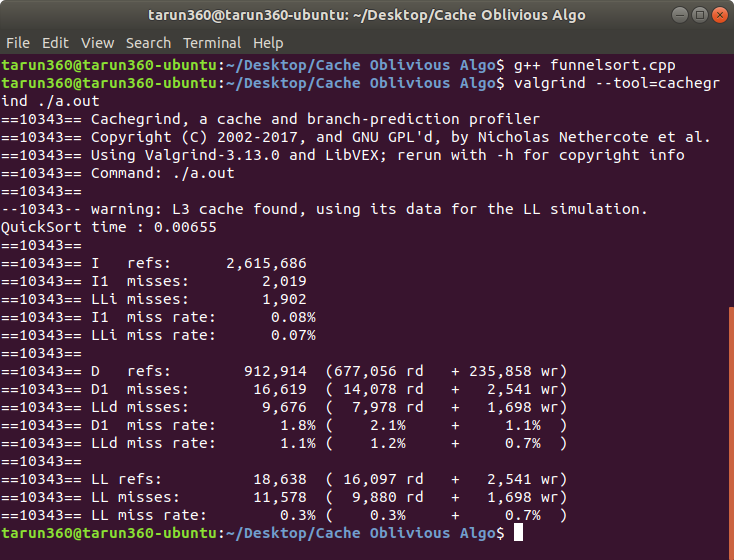 tarun360@tarun360-ubuntu: ~/Desktop/Cache Oblivious Algo
File Edit View Search Terminal Help
tarun360@tarun360-ubuntu:~/Desktop/Cache Oblivious Algo$ g++ funnelsort.cpp
tarun360@tarun360-ubuntu:~/Desktop/Cache Oblivious Algo$ valgrind --tool=cachegr
ind ./a.out
==10343== Cachegrind, a cache and branch-prediction profiler
==10343== Copyright (C) 2002-2017, and GNU GPL'd, by Nicholas Nethercote et al.
==10343== Using Valgrind-3.13.0 and LibVEX; rerun with -h for copyright info
==10343== Command: ./a.out
==10343==
--10343-- warning: L3 cache found, using its data for the LL simulation.
QuickSort time : 0.00655
==10343==
==10343== I   refs:      2,615,686
==10343== I1  misses:        2,019
==10343== LLi misses:        1,902
==10343== I1  miss rate:      0.08%
==10343== LLi miss rate:      0.07%
==10343==
==10343== D   refs:        912,914  (677,056 rd   + 235,858 wr)
==10343== D1  misses:       16,619  ( 14,078 rd   +   2,541 wr)
==10343== LLd misses:        9,676  (  7,978 rd   +   1,698 wr)
==10343== D1  miss rate:       1.8% (    2.1%     +     1.1%  )
==10343== LLd miss rate:       1.1% (    1.2%     +     0.7%  )
==10343==
==10343== LL refs:          18,638  ( 16,097 rd   +   2,541 wr)
==10343== LL misses:        11,578  (  9,880 rd   +   1,698 wr)
==10343== LL miss rate:        0.3% (    0.3%     +     0.7%  )
tarun360@tarun360-ubuntu:~/Desktop/Cache Oblivious Algo$